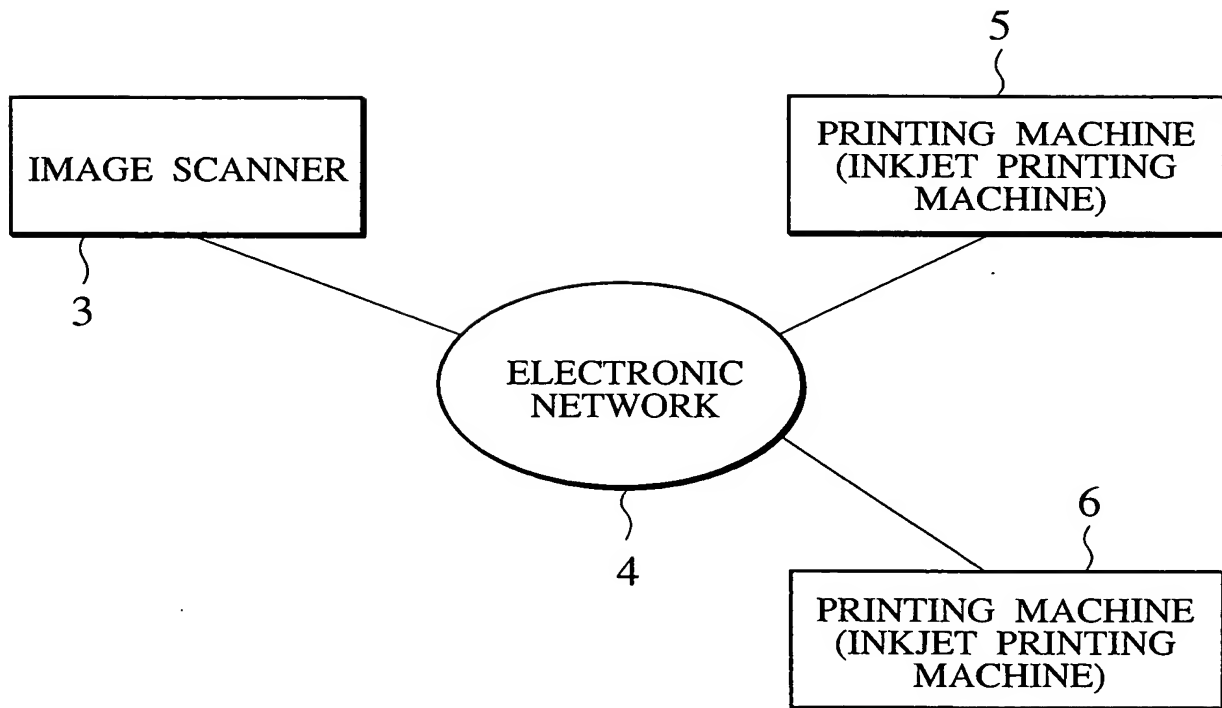 5
IMAGE SCANNER
PRINTING MACHINE
(INKJET PRINTING
MACHINE)
3
ELECTRONIC
NETWORK
4
6
PRINTING MACHINE
(INKJET PRINTING
MACHINE)